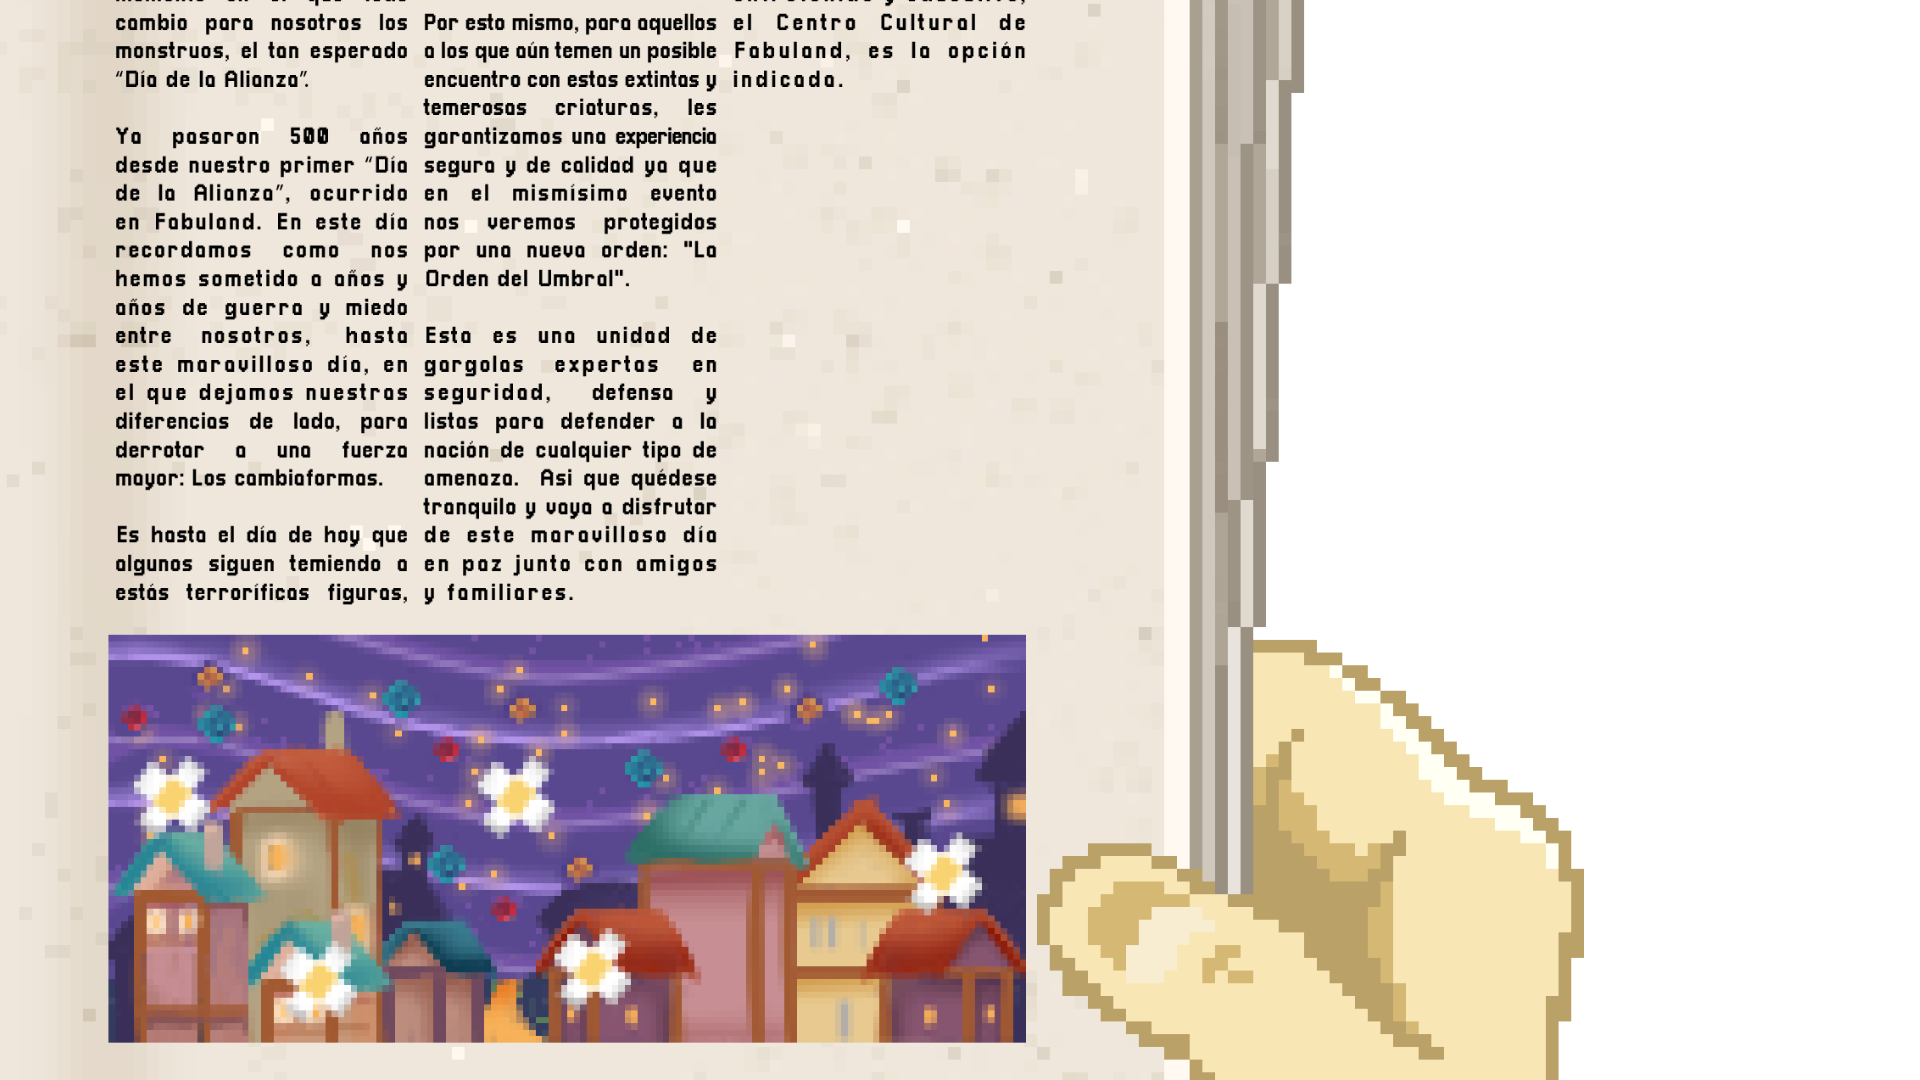 cambio para nosotros los
monstruos, el tan esperado
“Día de la Alianza”.
Ya pasaron 500 años
desde nuestro primer “Día
de la Alianza”, ocurrido
en Fabuland. En este día
recordamos como nos
hemos sometido a años y
años de guerra y miedo
entre nosotros, hasta
este maravilloso día, en
el que dejamos nuestras
diferencias de lado, para
derrotar a una fuerza
mayor: Los cambiaformas.
Es hasta el día de hoy que
algunos siguen temiendo a
estás terroríficas figuras,
Por esto mismo, para aquellos
a los que aún temen un posible
encuentro con estas extintas y
temerosas criaturas, les
garantizamos una experiencia
segura y de calidad ya que
en el mismísimo evento
nos veremos protegidos
por una nueva orden: "La
Orden del Umbral".
Esta es una unidad de
gargolas expertas en
seguridad, defensa y
listas para defender a la
nación de cualquier tipo de
amenaza. Asi que quédese
tranquilo y vaya a disfrutar
de este maravilloso día
en paz junto con amigos
y familiares.
el Centro Cultural de
Fabuland, es la opción
indicada.